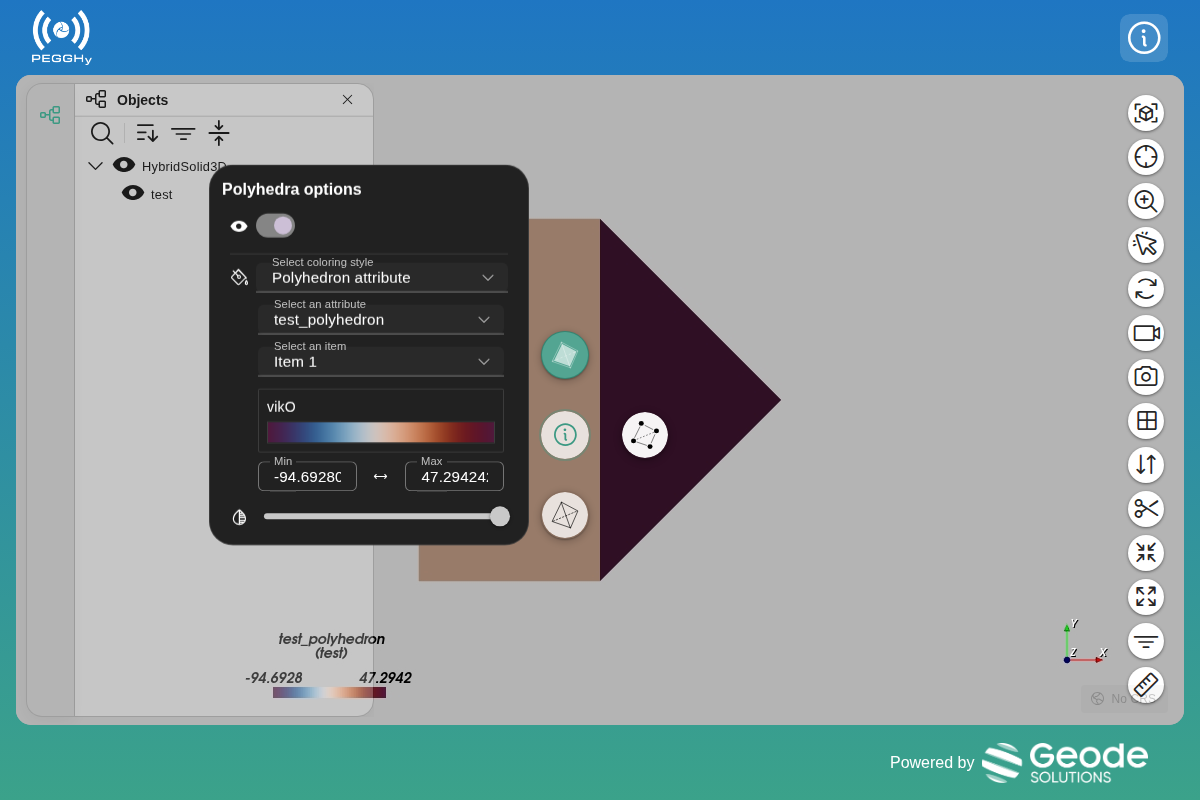 PEGGHy
Objects
HybridSolid3D
test
Polyhedra options
Select coloring style
Polyhedron attribute
Select an attribute
test_polyhedron
Select an item
Item 1
vikO
Min
-94.6928
Max
47.29424
test_polyhedron
(test)
-94.6928 47.2942
Y
Z X
No CRS
Powered by Geode
SOLUTIONS